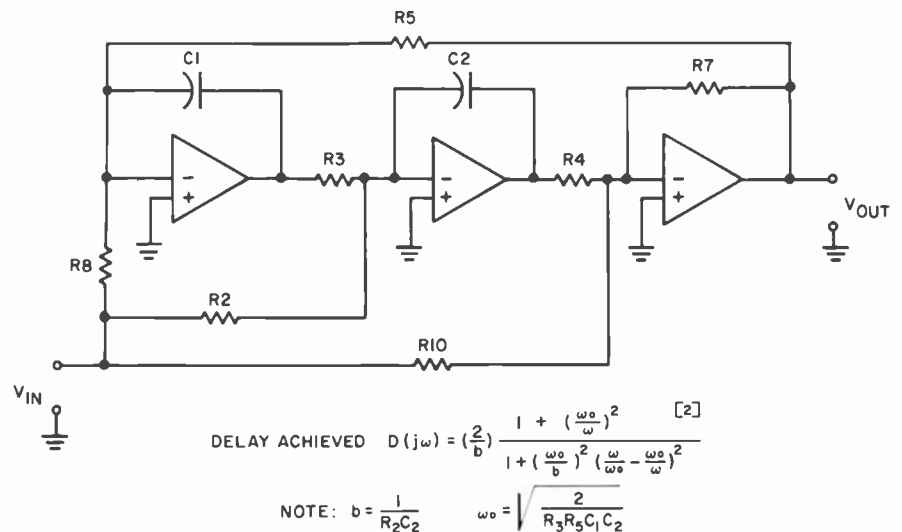 R5
C1
C2
R7
R3
R4
−
+
−
+
−
+
VOUT
R8
R2
R10
VIN
DELAY ACHIEVED D(jω) = (2/b) (1 + (ωo/ω)²) / (1 + (ωo/b)² (ω/ωo − ωo/ω)²) [2]
NOTE: b = 1/(R2C2) ωo = √(2/(R3R5C1C2))